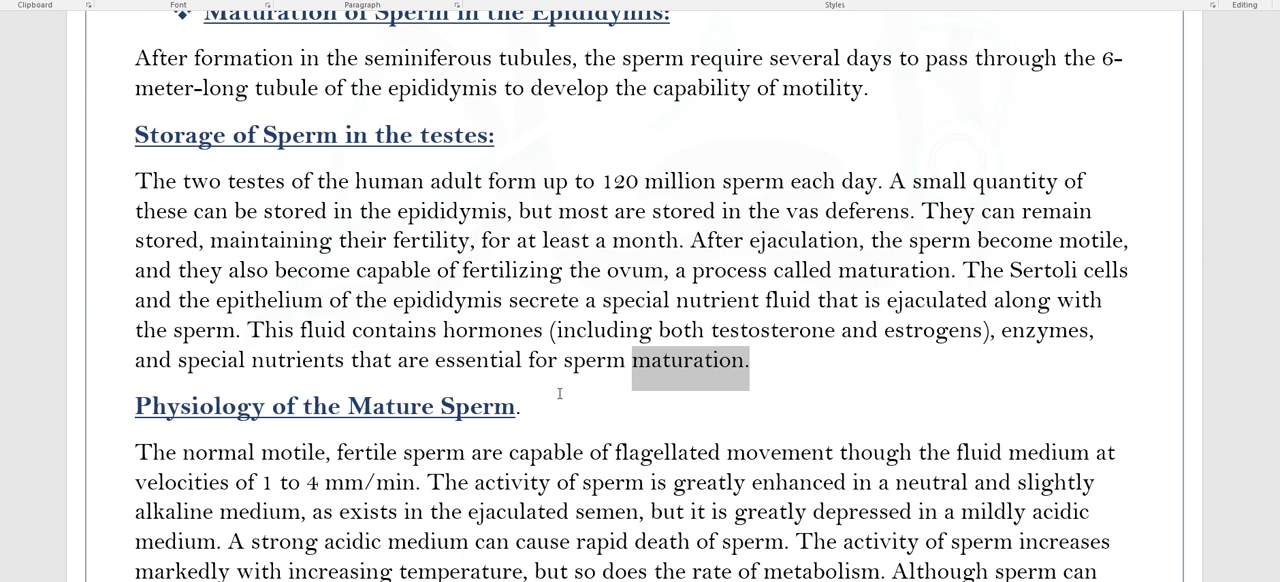 Clipboard Font Paragraph Styles Editing
❖ Maturation of Sperm in the Epididymis:
After formation in the seminiferous tubules, the sperm require several days to pass through the 6-
meter-long tubule of the epididymis to develop the capability of motility.
Storage of Sperm in the testes:
The two testes of the human adult form up to 120 million sperm each day. A small quantity of
these can be stored in the epididymis, but most are stored in the vas deferens. They can remain
stored, maintaining their fertility, for at least a month. After ejaculation, the sperm become motile,
and they also become capable of fertilizing the ovum, a process called maturation. The Sertoli cells
and the epithelium of the epididymis secrete a special nutrient fluid that is ejaculated along with
the sperm. This fluid contains hormones (including both testosterone and estrogens), enzymes,
and special nutrients that are essential for sperm maturation.
Physiology of the Mature Sperm.
The normal motile, fertile sperm are capable of flagellated movement though the fluid medium at
velocities of 1 to 4 mm/min. The activity of sperm is greatly enhanced in a neutral and slightly
alkaline medium, as exists in the ejaculated semen, but it is greatly depressed in a mildly acidic
medium. A strong acidic medium can cause rapid death of sperm. The activity of sperm increases
markedly with increasing temperature, but so does the rate of metabolism. Although sperm can